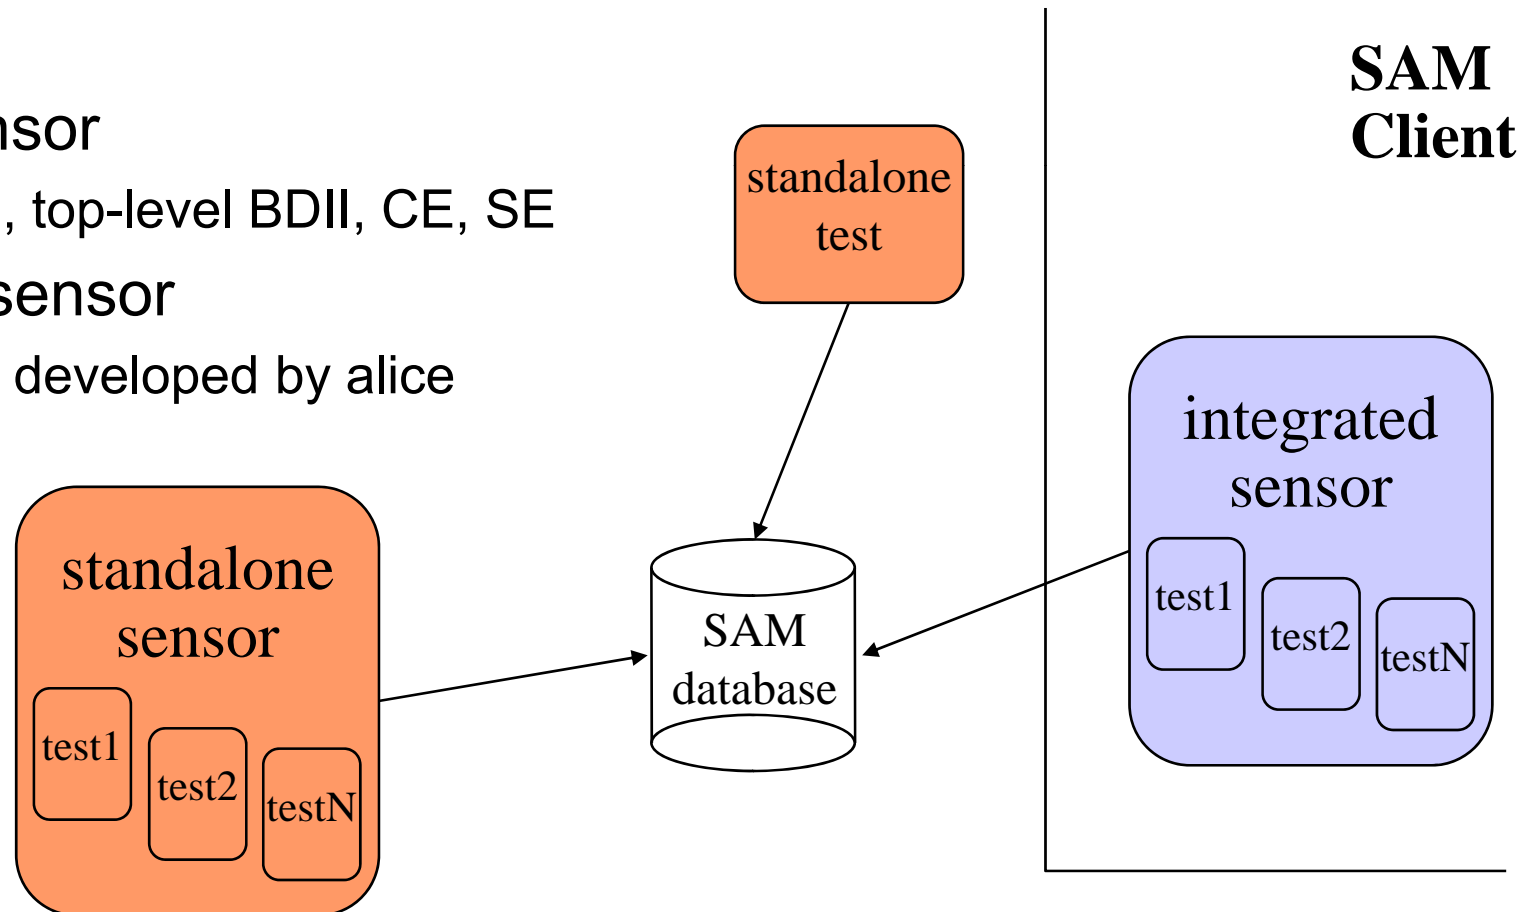 nsor
, top-level BDII, CE, SE
sensor
developed by alice
SAM
Client
standalone
test
integrated
sensor
test1
test2
testN
standalone
sensor
test1
test2
testN
SAM
database